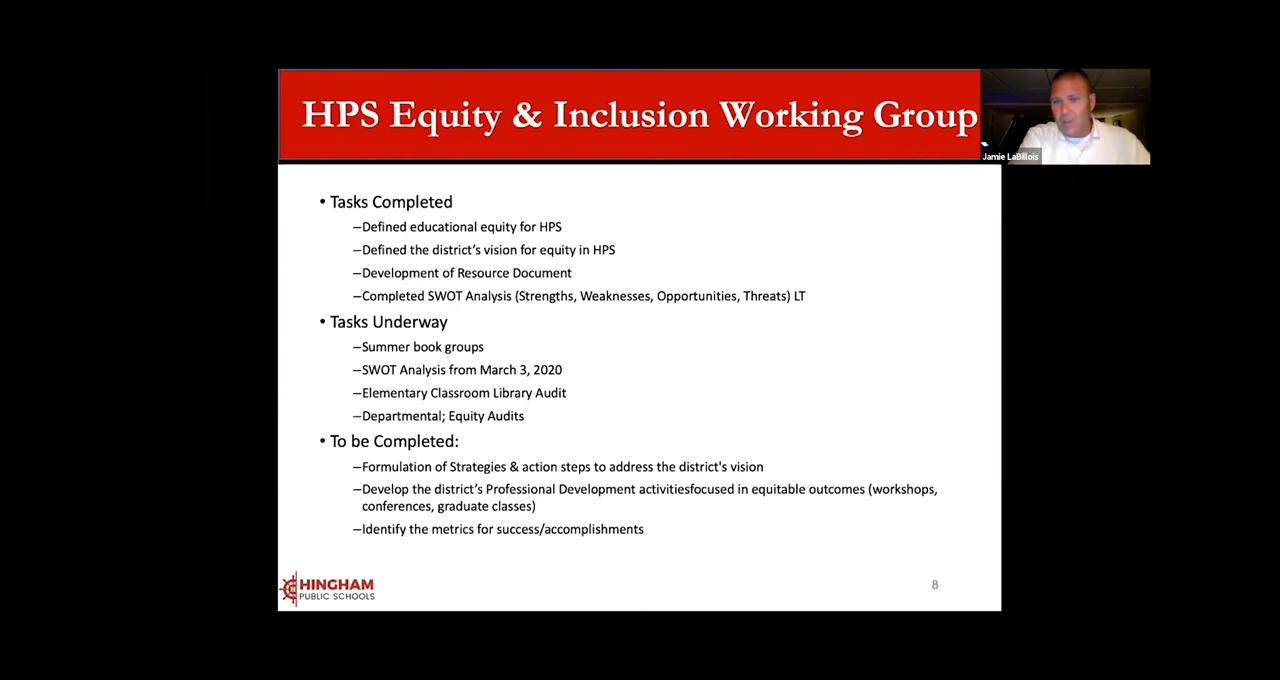 HPS Equity & Inclusion Working Group
Jamie LaBillois
• Tasks Completed
–Defined educational equity for HPS
–Defined the district's vision for equity in HPS
–Development of Resource Document
–Completed SWOT Analysis (Strengths, Weaknesses, Opportunities, Threats) LT
• Tasks Underway
–Summer book groups
–SWOT Analysis from March 3, 2020
–Elementary Classroom Library Audit
–Departmental; Equity Audits
• To be Completed:
–Formulation of Strategies & action steps to address the district's vision
–Develop the district's Professional Development activitiesfocused in equitable outcomes (workshops,
conferences, graduate classes)
–Identify the metrics for success/accomplishments
HINGHAM
PUBLIC SCHOOLS
8